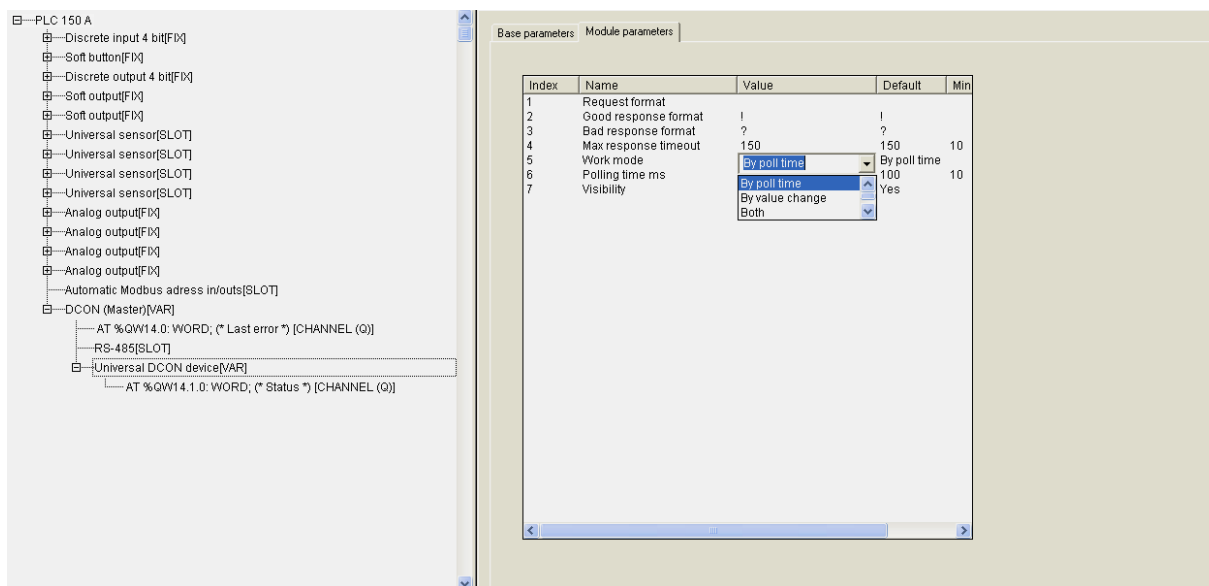 PLC 150 A
Discrete input 4 bit[FIX]
Soft button[FIX]
Discrete output 4 bit[FIX]
Soft output[FIX]
Soft output[FIX]
Universal sensor[SLOT]
Universal sensor[SLOT]
Universal sensor[SLOT]
Universal sensor[SLOT]
Analog output[FIX]
Analog output[FIX]
Analog output[FIX]
Analog output[FIX]
Automatic Modbus adress in/outs[SLOT]
DCON (Master)[VAR]
AT %QW14.0: WORD; (* Last error *) [CHANNEL (Q)]
RS-485[SLOT]
Universal DCON device[VAR]
AT %QW14.1.0: WORD; (* Status *) [CHANNEL (Q)]
Base parameters Module parameters
Index Name Value Default Min
1 Request format
2 Good response format ! !
3 Bad response format ? ?
4 Max response timeout 150 150 10
5 Work mode By poll time By poll time
6 Polling time ms By poll time 100 10
7 Visibility By value change Yes
Both